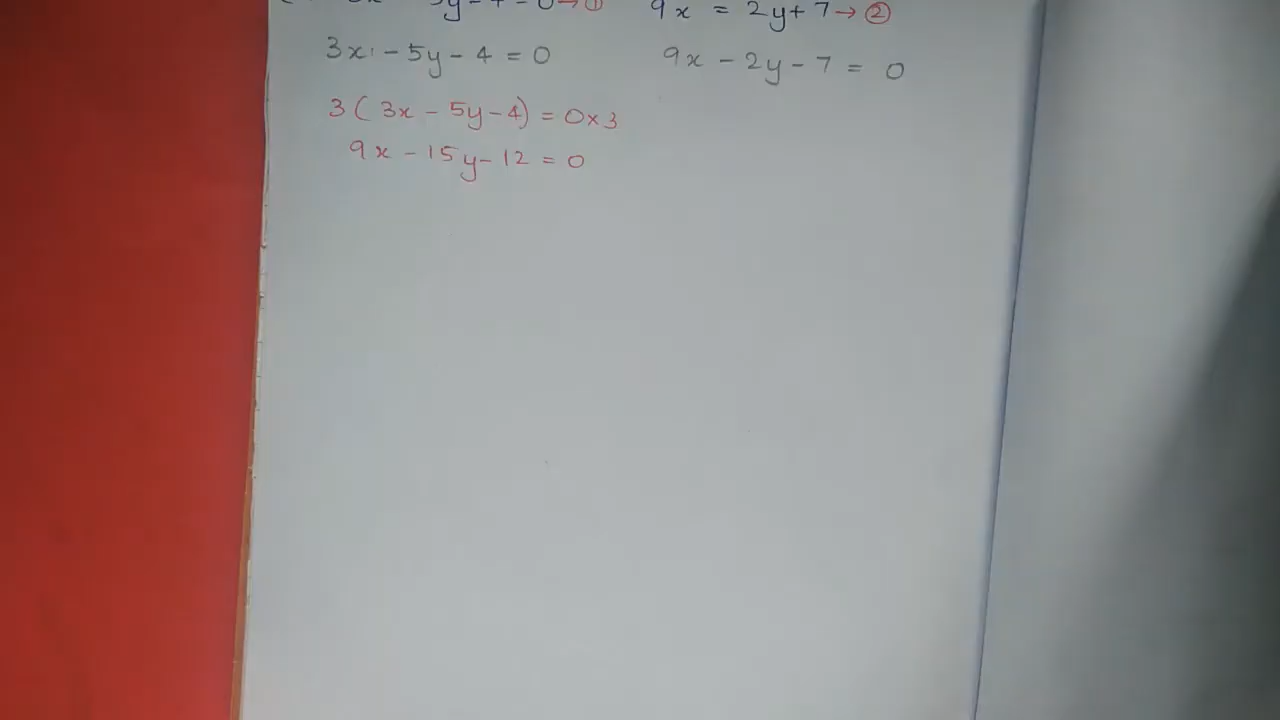 9x = 2y+7→②
3x - 5y - 4 = 0
9x - 2y - 7 = 0
3(3x - 5y-4) = 0×3
9x - 15y- 12 = 0